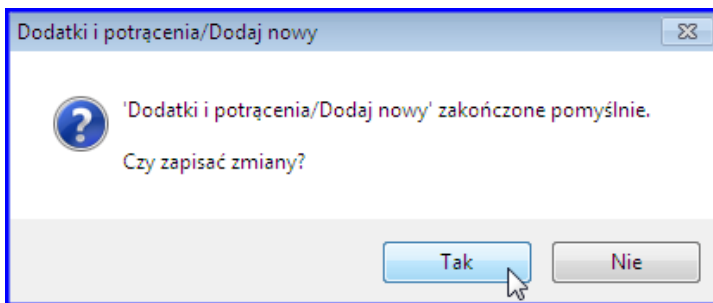 Dodatki i potrącenia/Dodaj nowy
'Dodatki i potrącenia/Dodaj nowy' zakończone pomyślnie.
Czy zapisać zmiany?
Tak Nie